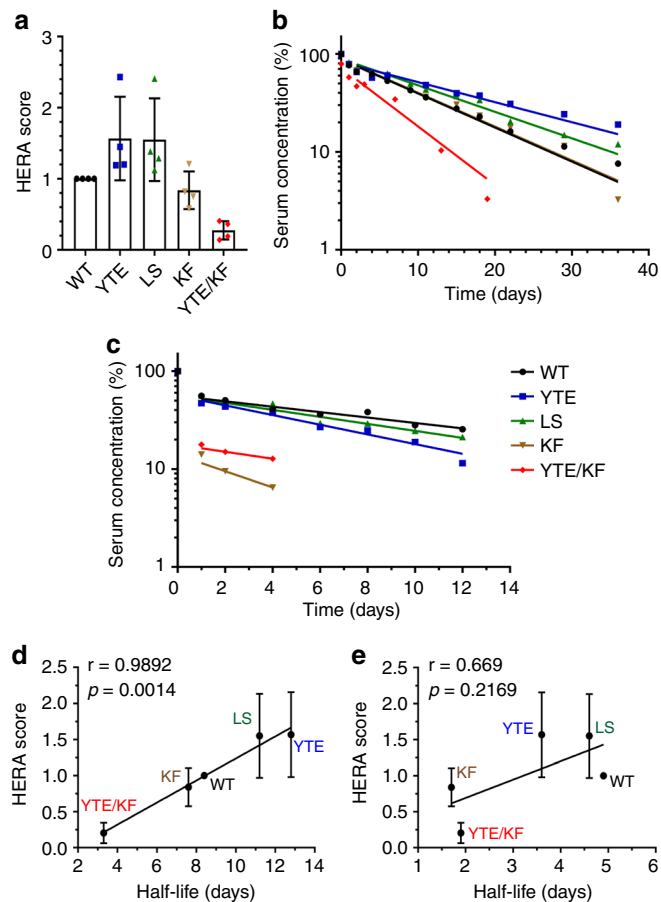 a
HERA score
3
2
1
0
WT
YTE
LS
KF
YTE/KF
b
Serum concentration (%)
100
10
1
0
10
20
30
40
Time (days)
c
Serum concentration (%)
100
10
1
0
2
4
6
8
10
12
14
Time (days)
WT
YTE
LS
KF
YTE/KF
d
r = 0.9892
p = 0.0014
HERA score
2.5
2.0
1.5
1.0
0.5
0.0
LS
YTE
KF
WT
YTE/KF
2
4
6
8
10
12
14
Half-life (days)
e
r = 0.669
p = 0.2169
HERA score
2.5
2.0
1.5
1.0
0.5
0.0
YTE
LS
KF
WT
YTE/KF
1
2
3
4
5
6
Half-life (days)